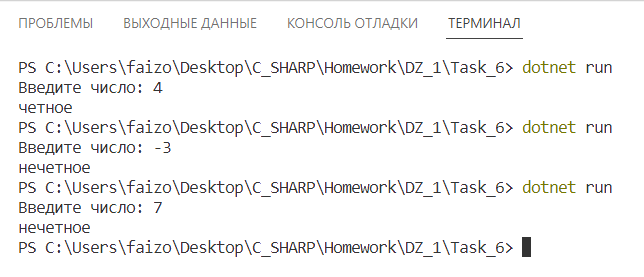 ПРОБЛЕМЫ ВЫХОДНЫЕ ДАННЫЕ КОНСОЛЬ ОТЛАДКИ ТЕРМИНАЛ
PS C:\Users\faizo\Desktop\C_SHARP\Homework\DZ_1\Task_6> dotnet run
Введите число: 4
четное
PS C:\Users\faizo\Desktop\C_SHARP\Homework\DZ_1\Task_6> dotnet run
Введите число: -3
нечетное
PS C:\Users\faizo\Desktop\C_SHARP\Homework\DZ_1\Task_6> dotnet run
Введите число: 7
нечетное
PS C:\Users\faizo\Desktop\C_SHARP\Homework\DZ_1\Task_6>